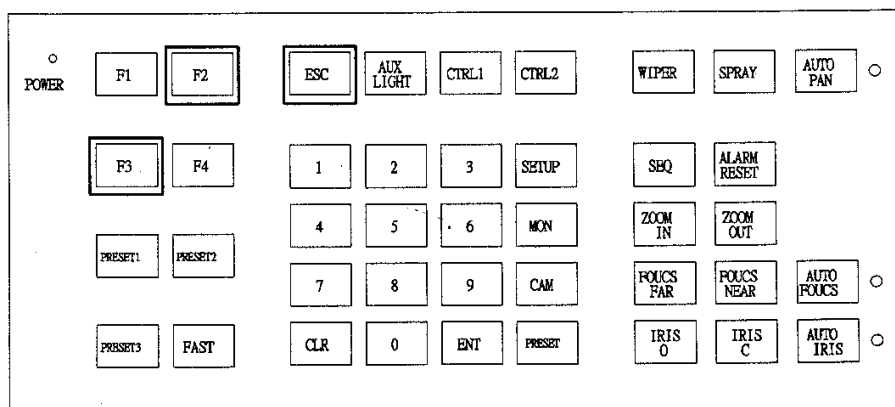 POWER
F1
F2
ESC
AUX
LIGHT
CTRL1
CTRL2
WIPER
SPRAY
AUTO
PAN
F3
F4
1
2
3
SETUP
SEQ
ALARM
RESET
4
5
6
MON
ZOOM
IN
ZOOM
OUT
PRESET1
PRESET2
7
8
9
CAM
FOUCS
FAR
FOUCS
NEAR
AUTO
FOUCS
PRESET3
FAST
CLR
0
ENT
PRESET
IRIS
O
IRIS
C
AUTO
IRIS